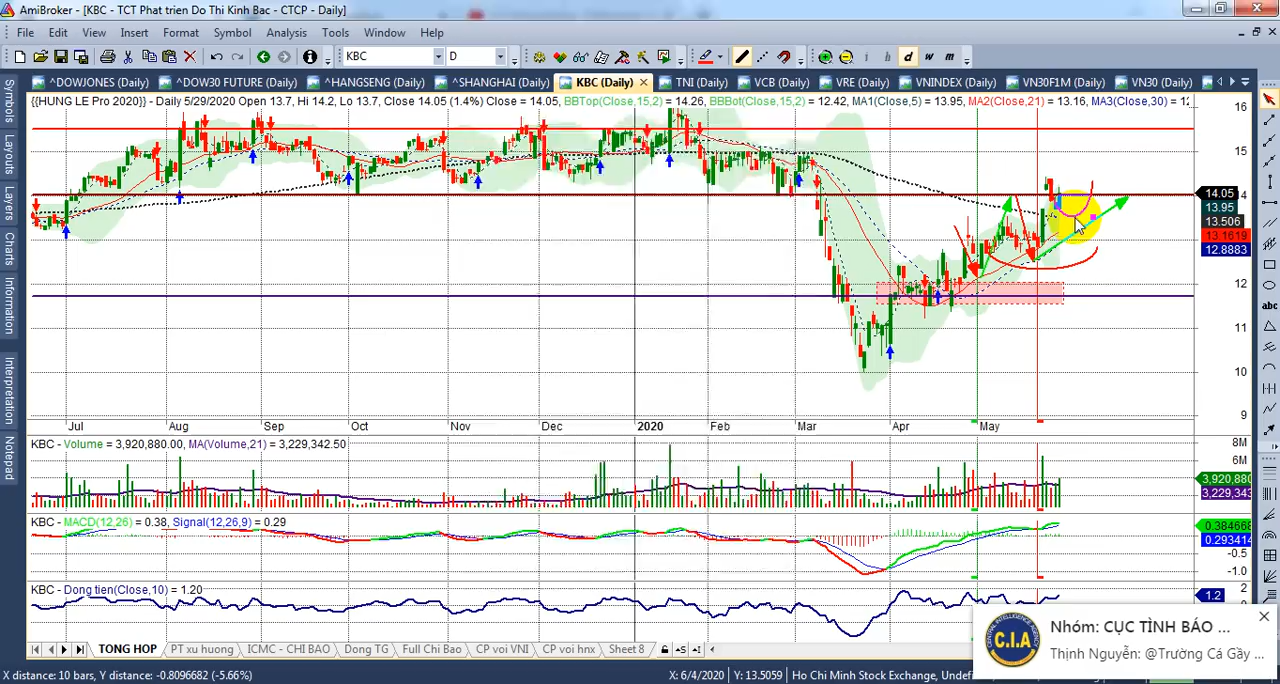 AmiBroker - [KBC - TCT Phat trien Do Thi Kinh Bac - CTCP - Daily]
File Edit View Insert Format Symbol Analysis Tools Window Help
KBC D h d w m
^DOWJONES (Daily) ^DOW30 FUTURE (Daily) ^HANGSENG (Daily) ^SHANGHAI (Daily) KBC (Daily) TNI (Daily) VCB (Daily) VRE (Daily) VNINDEX (Daily) VN30F1M (Daily) VN30 (Daily)
{{HUNG LE Pro 2020}} - Daily 5/29/2020 Open 13.7, Hi 14.2, Lo 13.7, Close 14.05 (1.4%) Close = 14.05, BBTop(Close,15,2) = 14.26, BBBot(Close,15,2) = 12.42, MA1(Close,5) = 13.95, MA2(Close,21) = 13.16, MA3(Close,30) = 12
Symbols
Layouts
Layers
Charts
Information
Interpretation
Notepad
abc
16
15
14
14.05
13.95
13.506
13.1619
12.8883
12
11
10
9
Jul Aug Sep Oct Nov Dec 2020 Feb Mar Apr May
KBC - Volume = 3,920,880.00, MA(Volume,21) = 3,229,342.50
8M
6M
3,920,880
3,229,343
KBC - MACD(12,26) = 0.38, Signal(12,26,9) = 0.29
0.384668
0.293414
-0.5
-1.0
KBC - Dong tien(Close,10) = 1.20
2
1.2
0
TONG HOP PT xu huong ICMC - CHI BAO Dong TG Full Chi Bao CP voi VNI CP voi hnx Sheet 8
C.I.A
Nhóm: CỤC TÌNH BÁO ...
Thịnh Nguyễn: @Trường Cá Gầy ...
X distance: 10 bars, Y distance: -0.8096682 (-5.66%) X: 6/4/2020 Y: 13.5059 Ho Chi Minh Stock Exchange, Undef